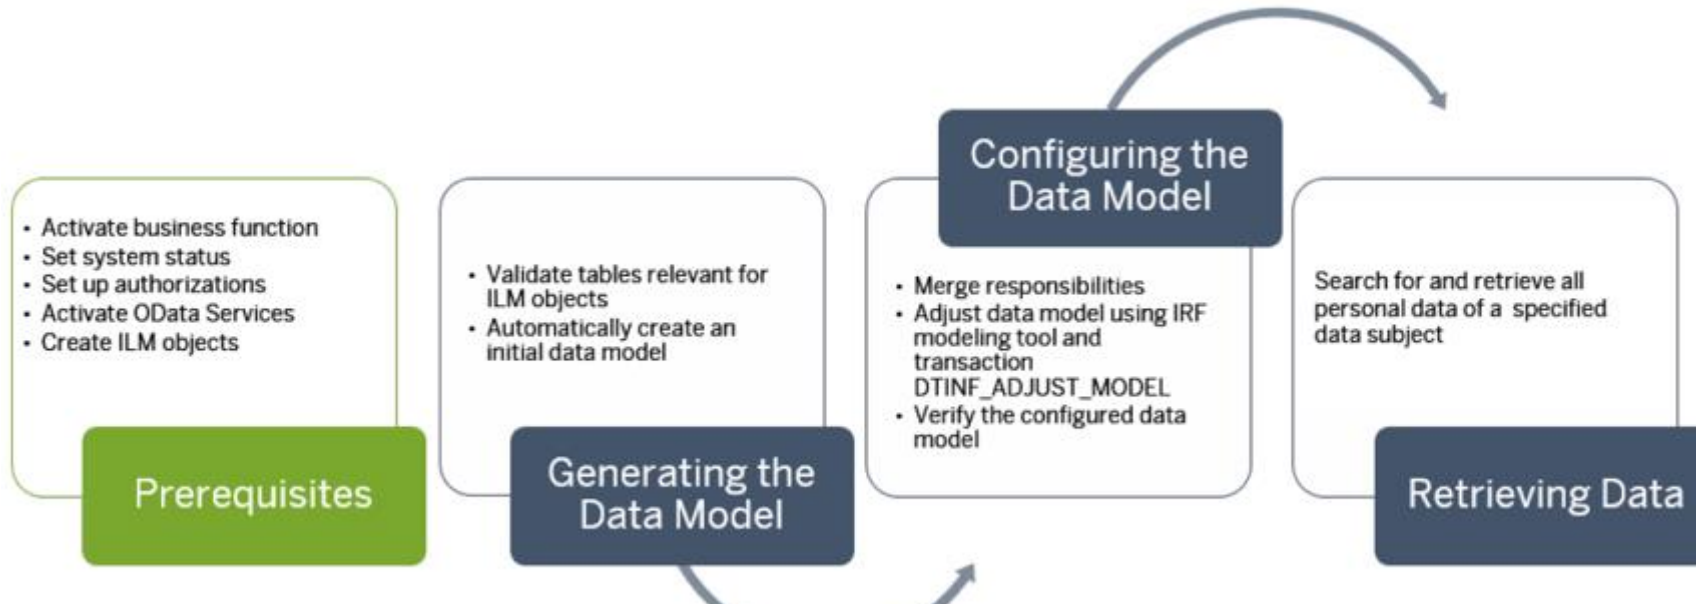 • Activate business function
• Set system status
• Set up authorizations
• Activate OData Services
• Create ILM objects
Prerequisites
• Validate tables relevant for
ILM objects
• Automatically create an
initial data model
Generating the
Data Model
Configuring the
Data Model
• Merge responsibilities
• Adjust data model using IRF
modeling tool and
transaction
DTINF_ADJUST_MODEL
• Verify the configured data
model
Search for and retrieve all
personal data of a specified
data subject
Retrieving Data